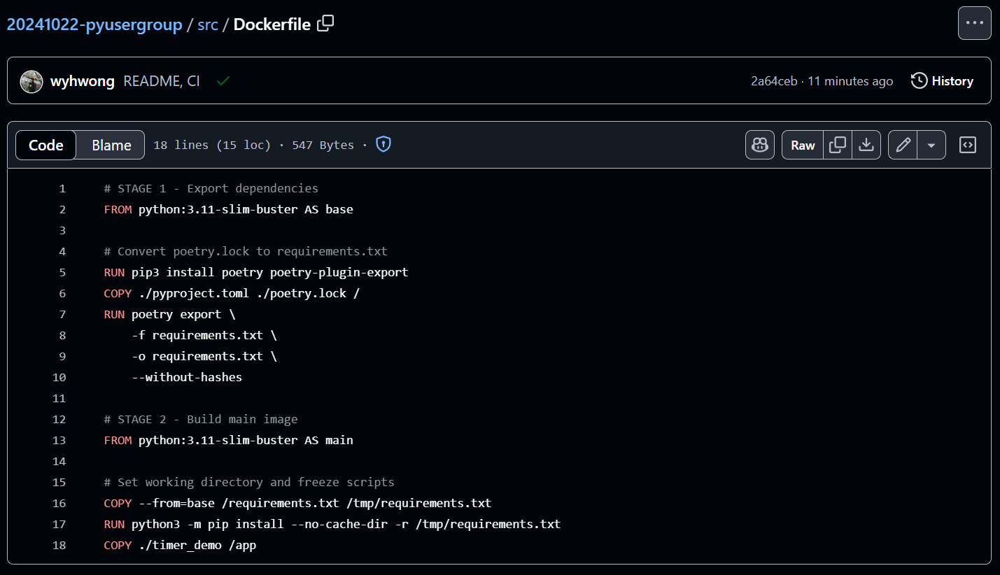 20241022-pyusergroup / src / Dockerfile
wyhwong README, CI 2a64ceb · 11 minutes ago History
Code Blame 18 lines (15 loc) · 547 Bytes · Raw
1 # STAGE 1 - Export dependencies
2 FROM python:3.11-slim-buster AS base
3
4 # Convert poetry.lock to requirements.txt
5 RUN pip3 install poetry poetry-plugin-export
6 COPY ./pyproject.toml ./poetry.lock /
7 RUN poetry export \
8     -f requirements.txt \
9     -o requirements.txt \
10     --without-hashes
11
12 # STAGE 2 - Build main image
13 FROM python:3.11-slim-buster AS main
14
15 # Set working directory and freeze scripts
16 COPY --from=base /requirements.txt /tmp/requirements.txt
17 RUN python3 -m pip install --no-cache-dir -r /tmp/requirements.txt
18 COPY ./timer_demo /app